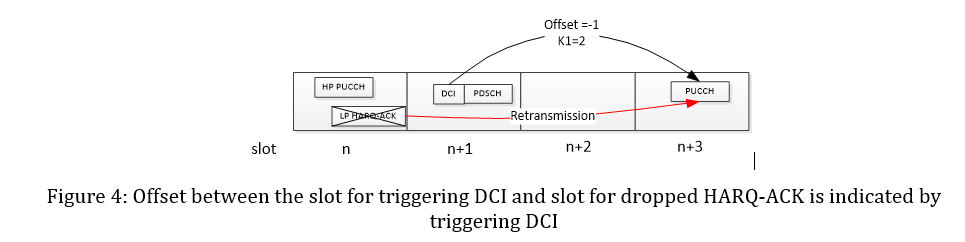 Offset =-1
K1=2
HP PUCCH
DCI
PDSCH
PUCCH
LP HARQ-ACK
Retransmission
slot
n
n+1
n+2
n+3
Figure 4: Offset between the slot for triggering DCI and slot for dropped HARQ-ACK is indicated by
triggering DCI